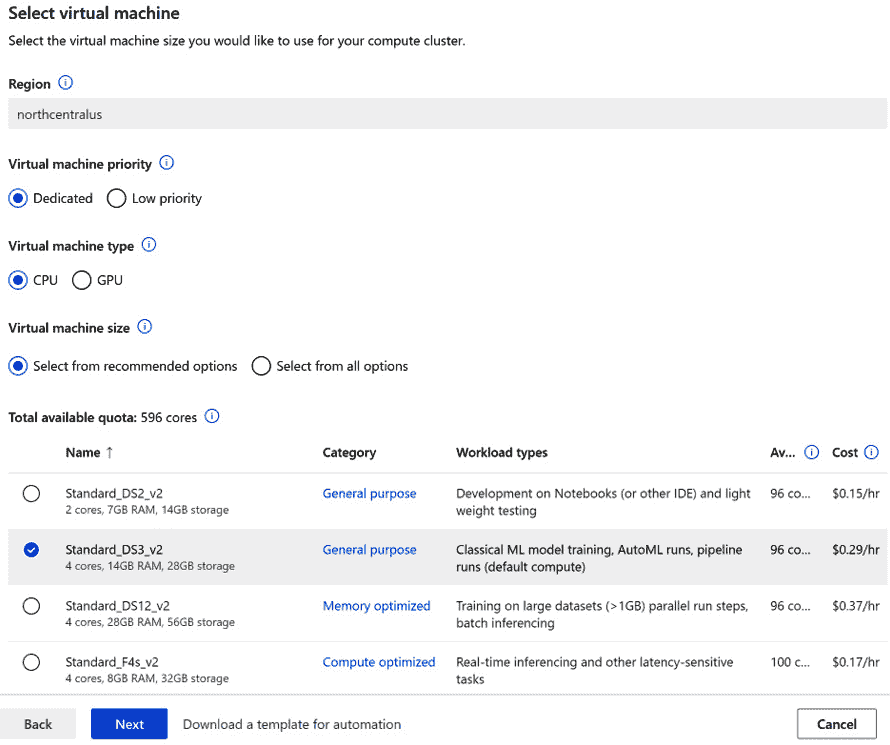 Select virtual machine
Select the virtual machine size you would like to use for your compute cluster.
Region
northcentralus
Virtual machine priority
Dedicated Low priority
Virtual machine type
CPU GPU
Virtual machine size
Select from recommended options Select from all options
Total available quota: 596 cores
Name ↑ Category Workload types Av... Cost
Standard_DS2_v2 General purpose Development on Notebooks (or other IDE) and light 96 co... $0.15/hr
2 cores, 7GB RAM, 14GB storage weight testing
Standard_DS3_v2 General purpose Classical ML model training, AutoML runs, pipeline 96 co... $0.29/hr
4 cores, 14GB RAM, 28GB storage runs (default compute)
Standard_DS12_v2 Memory optimized Training on large datasets (>1GB) parallel run steps, 96 co... $0.37/hr
4 cores, 28GB RAM, 56GB storage batch inferencing
Standard_F4s_v2 Compute optimized Real-time inferencing and other latency-sensitive 100 c... $0.17/hr
4 cores, 8GB RAM, 32GB storage tasks
Back Next Download a template for automation Cancel